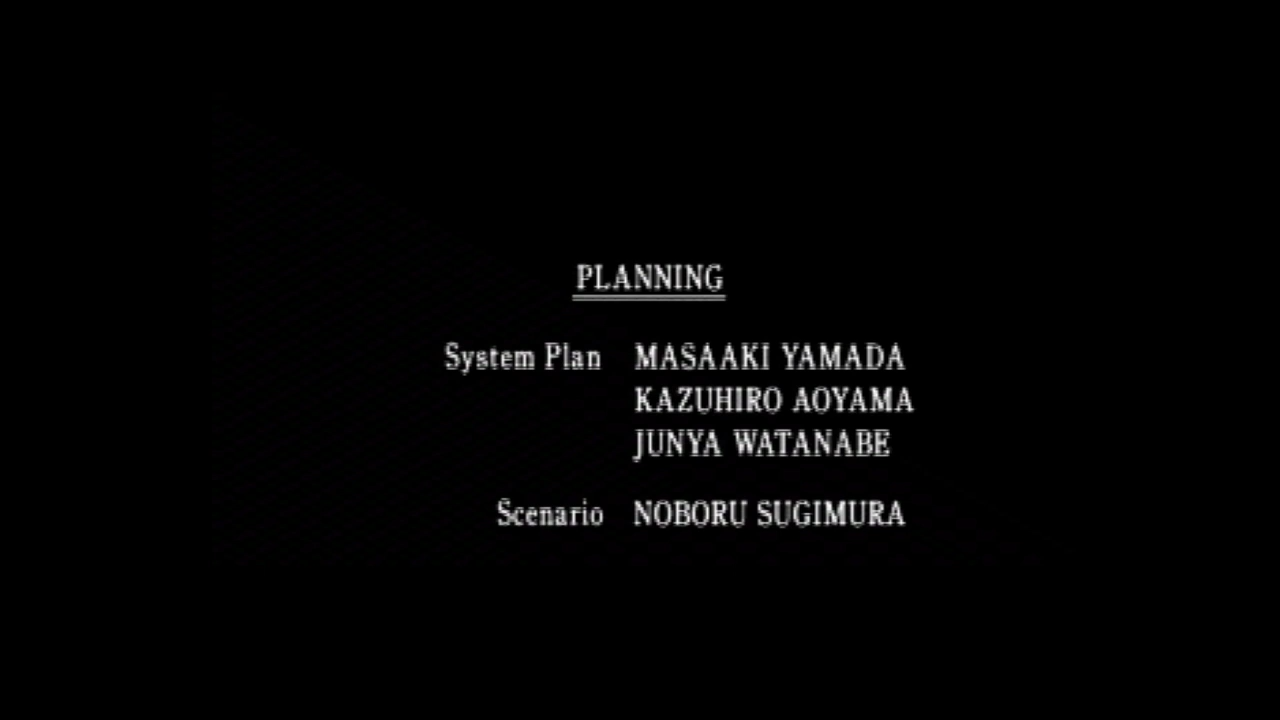 PLANNING
System Plan MASAAKI YAMADA
KAZUHIRO AOYAMA
JUNYA WATANABE
Scenario NOBORU SUGIMURA